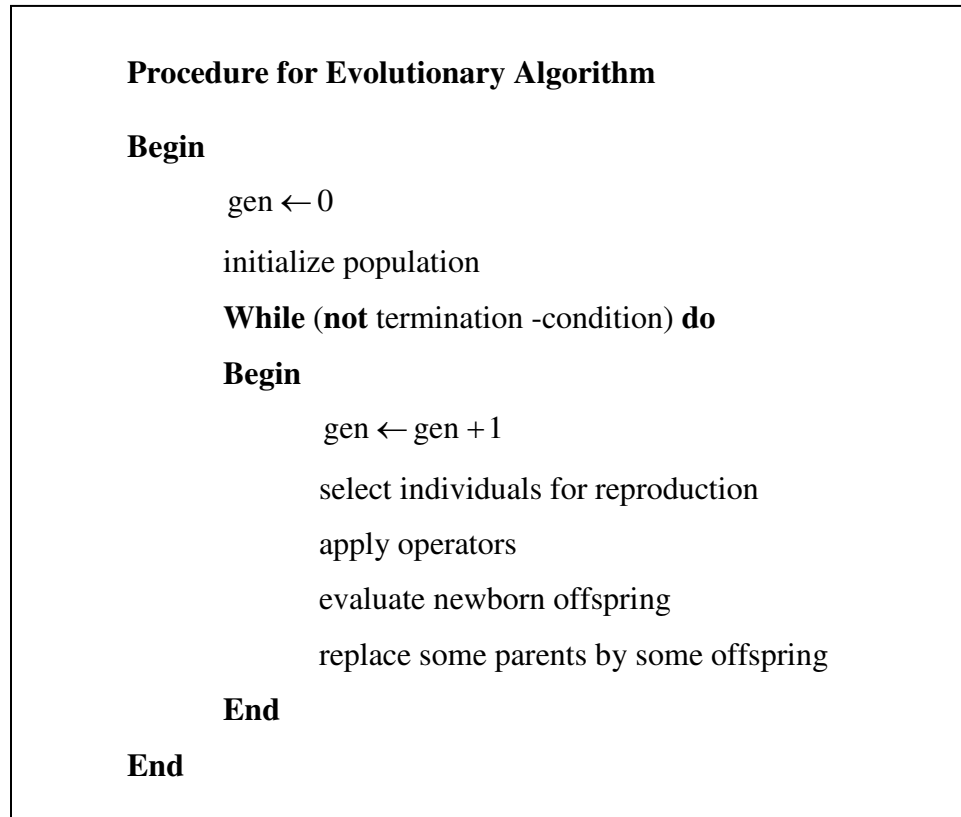 Procedure for Evolutionary Algorithm
Begin
gen ← 0
initialize population
While (not termination -condition) do
Begin
gen ← gen +1
select individuals for reproduction
apply operators
evaluate newborn offspring
replace some parents by some offspring
End
End